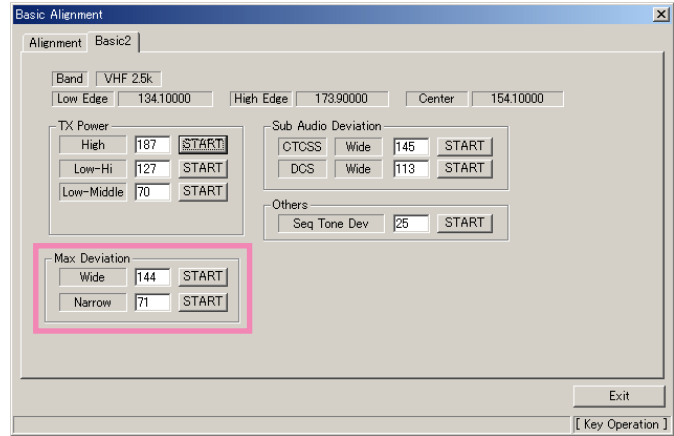 Basic Alignment
Alignment Basic2
Band VHF 2.5k
Low Edge 134.10000 High Edge 173.90000 Center 154.10000
TX Power
High 187 START
Low-Hi 127 START
Low-Middle 70 START
Sub Audio Deviation
CTCSS Wide 145 START
DCS Wide 113 START
Others
Seq Tone Dev 25 START
Max Deviation
Wide 144 START
Narrow 71 START
Exit
[ Key Operation ]